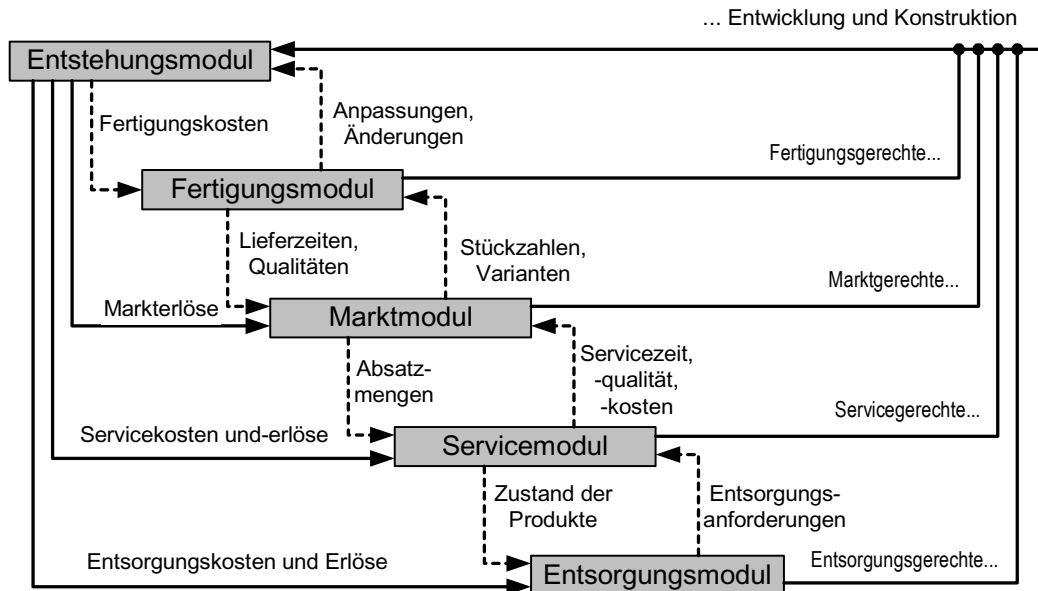 ... Entwicklung und Konstruktion
Entstehungsmodul
Fertigungskosten
Anpassungen,
Änderungen
Fertigungsgerechte...
Fertigungsmodul
Lieferzeiten,
Qualitäten
Stückzahlen,
Varianten
Marktgerechte...
Markterlöse
Marktmodul
Absatz-
mengen
Servicezeit,
-qualität,
-kosten
Servicegerechte...
Servicekosten und-erlöse
Servicemodul
Zustand der
Produkte
Entsorgungs-
anforderungen
Entsorgungskosten und Erlöse
Entsorgungsgerechte...
Entsorgungsmodul